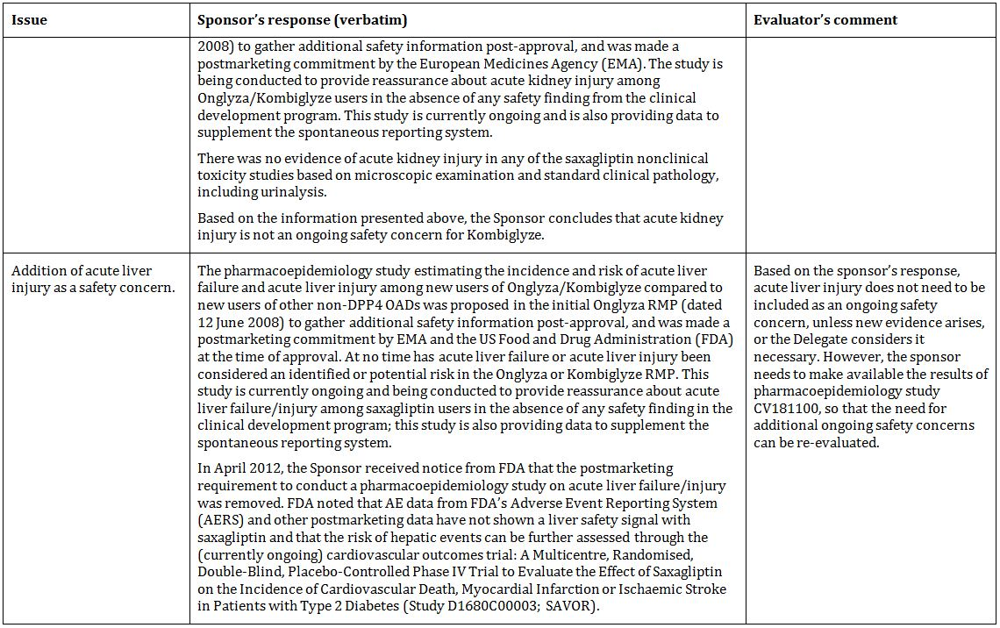 Issue
Sponsor's response (verbatim)
Evaluator's comment
2008) to gather additional safety information post-approval, and was made a
postmarketing commitment by the European Medicines Agency (EMA). The study is
being conducted to provide reassurance about acute kidney injury among
Onglyza/Kombiglyze users in the absence of any safety finding from the clinical
development program. This study is currently ongoing and is also providing data to
supplement the spontaneous reporting system.
There was no evidence of acute kidney injury in any of the saxagliptin nonclinical
toxicity studies based on microscopic examination and standard clinical pathology,
including urinalysis.
Based on the information presented above, the Sponsor concludes that acute kidney
injury is not an ongoing safety concern for Kombiglyze.
Addition of acute liver
injury as a safety concern.
The pharmacoepidemiology study estimating the incidence and risk of acute liver
failure and acute liver injury among new users of Onglyza/Kombiglyze compared to
new users of other non-DPP4 OADs was proposed in the initial Onglyza RMP (dated
12 June 2008) to gather additional safety information post-approval, and was made a
postmarketing commitment by EMA and the US Food and Drug Administration (FDA)
at the time of approval. At no time has acute liver failure or acute liver injury been
considered an identified or potential risk in the Onglyza or Kombiglyze RMP. This
study is currently ongoing and being conducted to provide reassurance about acute
liver failure/injury among saxagliptin users in the absence of any safety finding in the
clinical development program; this study is also providing data to supplement the
spontaneous reporting system.
In April 2012, the Sponsor received notice from FDA that the postmarketing
requirement to conduct a pharmacoepidemiology study on acute liver failure/injury
was removed. FDA noted that AE data from FDA's Adverse Event Reporting System
(AERS) and other postmarketing data have not shown a liver safety signal with
saxagliptin and that the risk of hepatic events can be further assessed through the
(currently ongoing) cardiovascular outcomes trial: A Multicentre, Randomised,
Double-Blind, Placebo-Controlled Phase IV Trial to Evaluate the Effect of Saxagliptin
on the Incidence of Cardiovascular Death, Myocardial Infarction or Ischaemic Stroke
in Patients with Type 2 Diabetes (Study D1680C00003; SAVOR).
Based on the sponsor's response,
acute liver injury does not need to be
included as an ongoing safety
concern, unless new evidence arises,
or the Delegate considers it
necessary. However, the sponsor
needs to make available the results of
pharmacoepidemiology study
CV181100, so that the need for
additional ongoing safety concerns
can be re-evaluated.